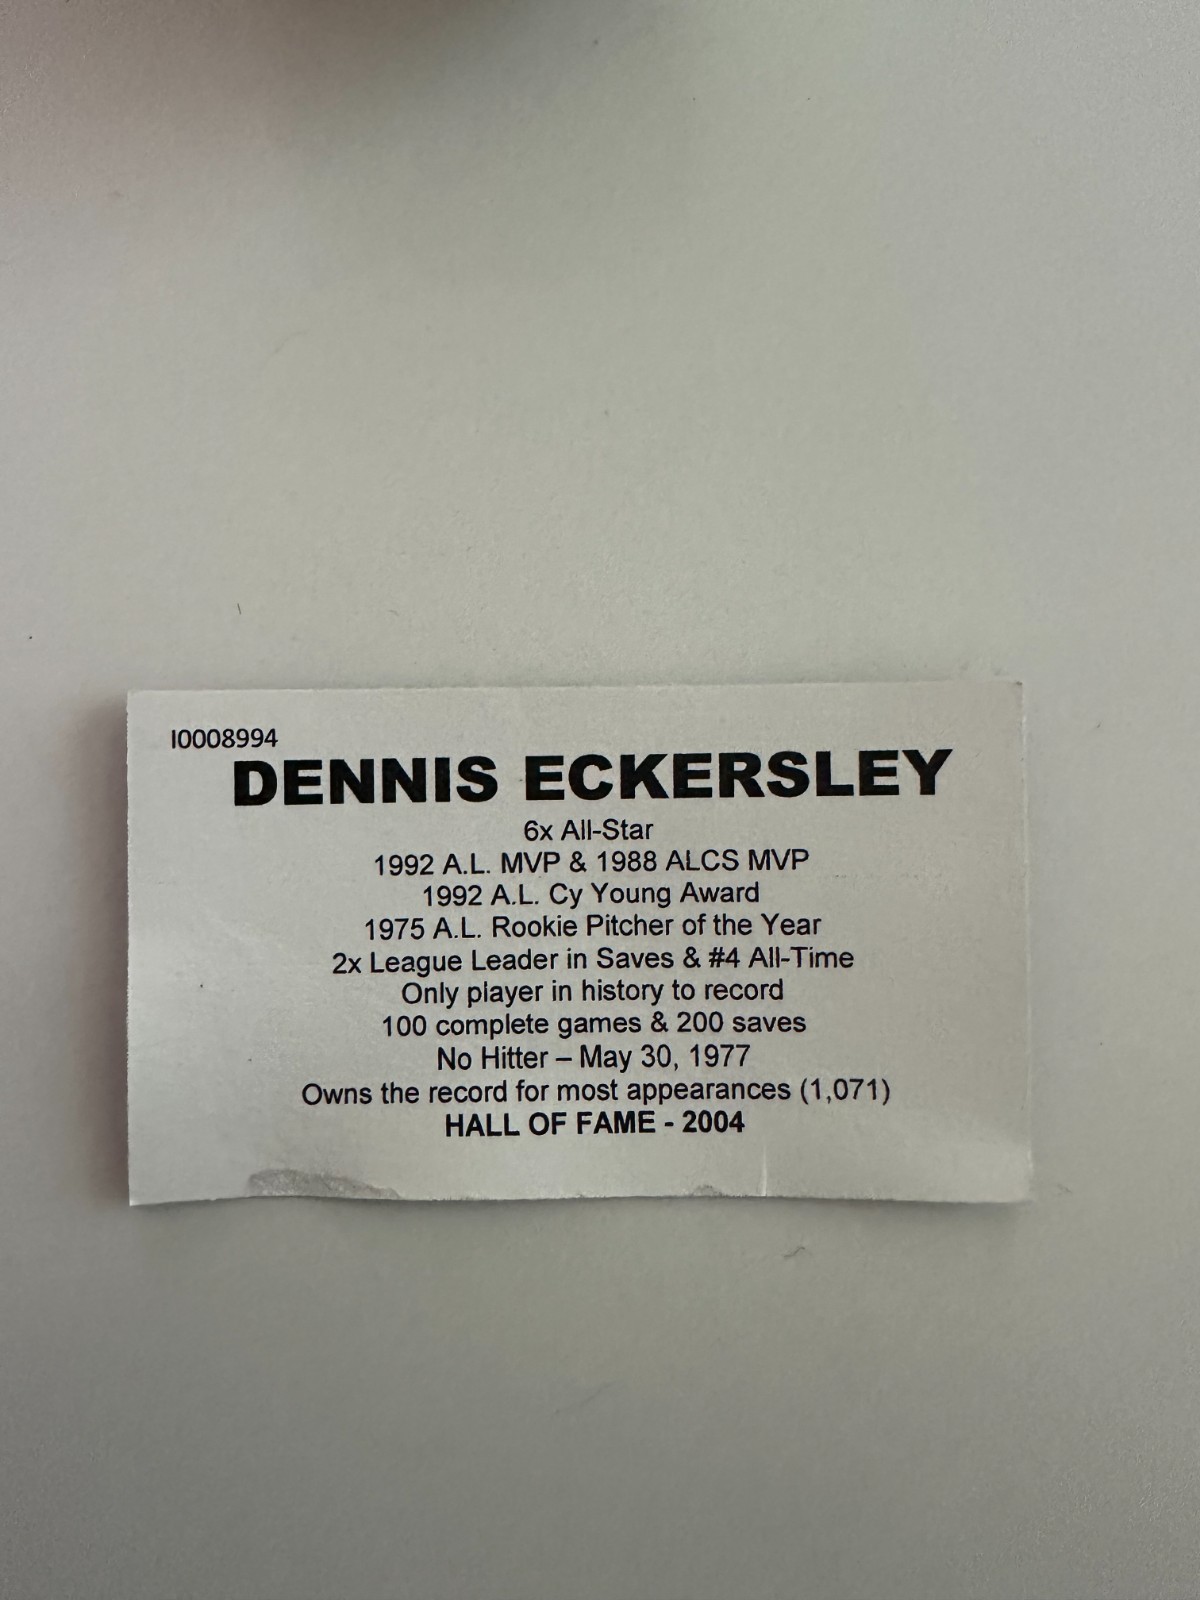 I0008994
DENNIS ECKERSLEY
6x All-Star
1992 A.L. MVP & 1988 ALCS MVP
1992 A.L. Cy Young Award
1975 A.L. Rookie Pitcher of the Year
2x League Leader in Saves & #4 All-Time
Only player in history to record
100 complete games & 200 saves
No Hitter – May 30, 1977
Owns the record for most appearances (1,071)
HALL OF FAME - 2004